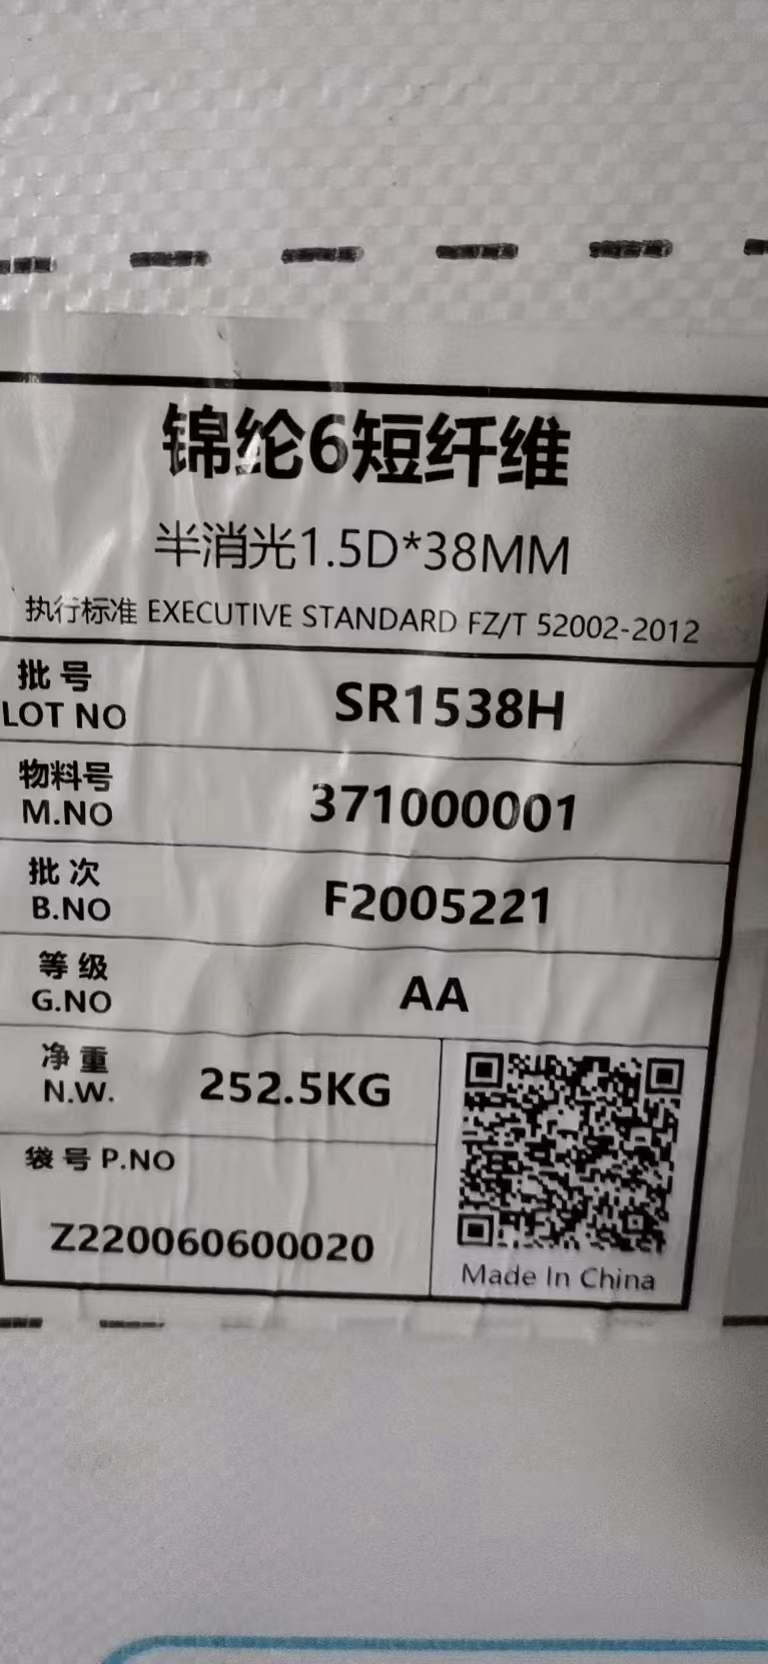 锦纶6短纤维
半消光1.5D*38MM
执行标准 EXECUTIVE STANDARD FZ/T 52002-2012
批号
LOT NO
SR1538H
物料号
M.NO
371000001
批次
B.NO
F2005221
等级
G.NO
AA
净重
N.W.
252.5KG
袋号 P.NO
Z220060600020
Made In China